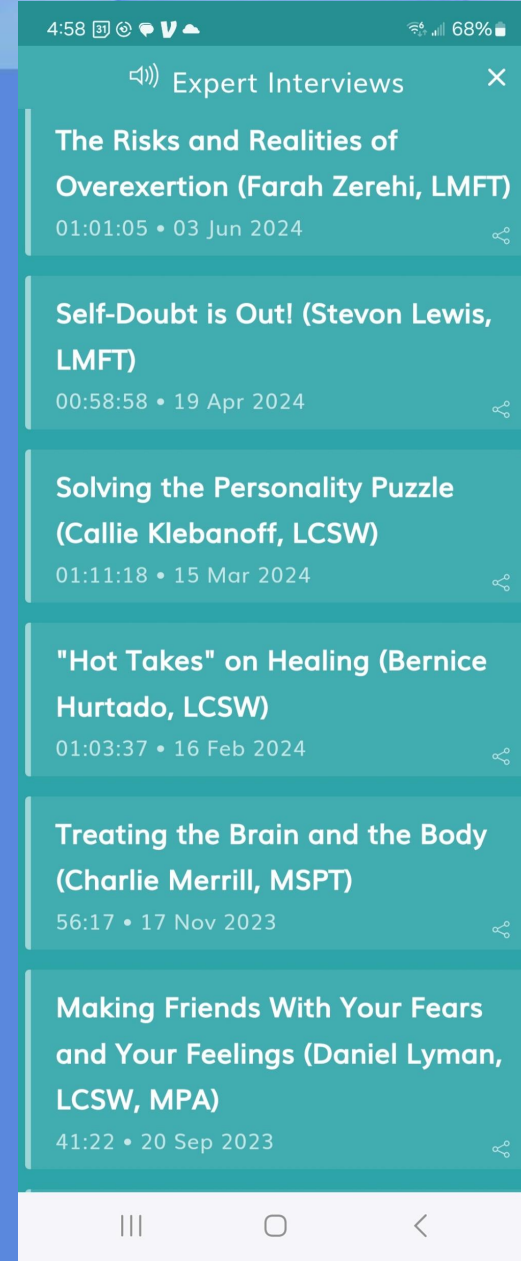 4:58 31 68%
Expert Interviews
The Risks and Realities of
Overexertion (Farah Zerehi, LMFT)
01:01:05 • 03 Jun 2024
Self-Doubt is Out! (Stevon Lewis,
LMFT)
00:58:58 • 19 Apr 2024
Solving the Personality Puzzle
(Callie Klebanoff, LCSW)
01:11:18 • 15 Mar 2024
"Hot Takes" on Healing (Bernice
Hurtado, LCSW)
01:03:37 • 16 Feb 2024
Treating the Brain and the Body
(Charlie Merrill, MSPT)
56:17 • 17 Nov 2023
Making Friends With Your Fears
and Your Feelings (Daniel Lyman,
LCSW, MPA)
41:22 • 20 Sep 2023